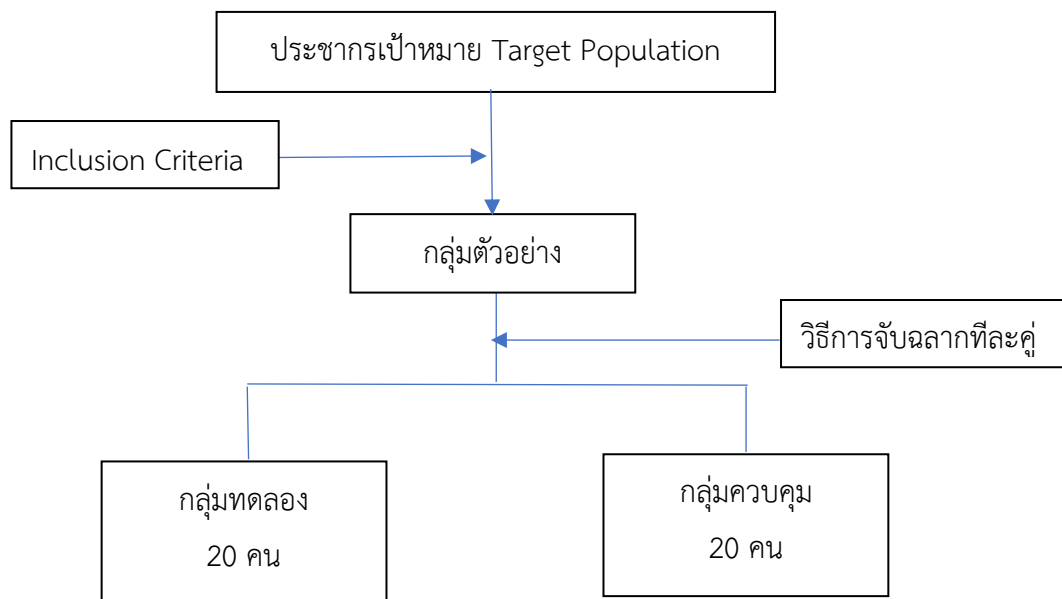 ประชากรเป้าหมาย Target Population
Inclusion Criteria
กลุ่มตัวอย่าง
วิธีการจับฉลากทีละคู่
กลุ่มทดลอง
20 คน
กลุ่มควบคุม
20 คน